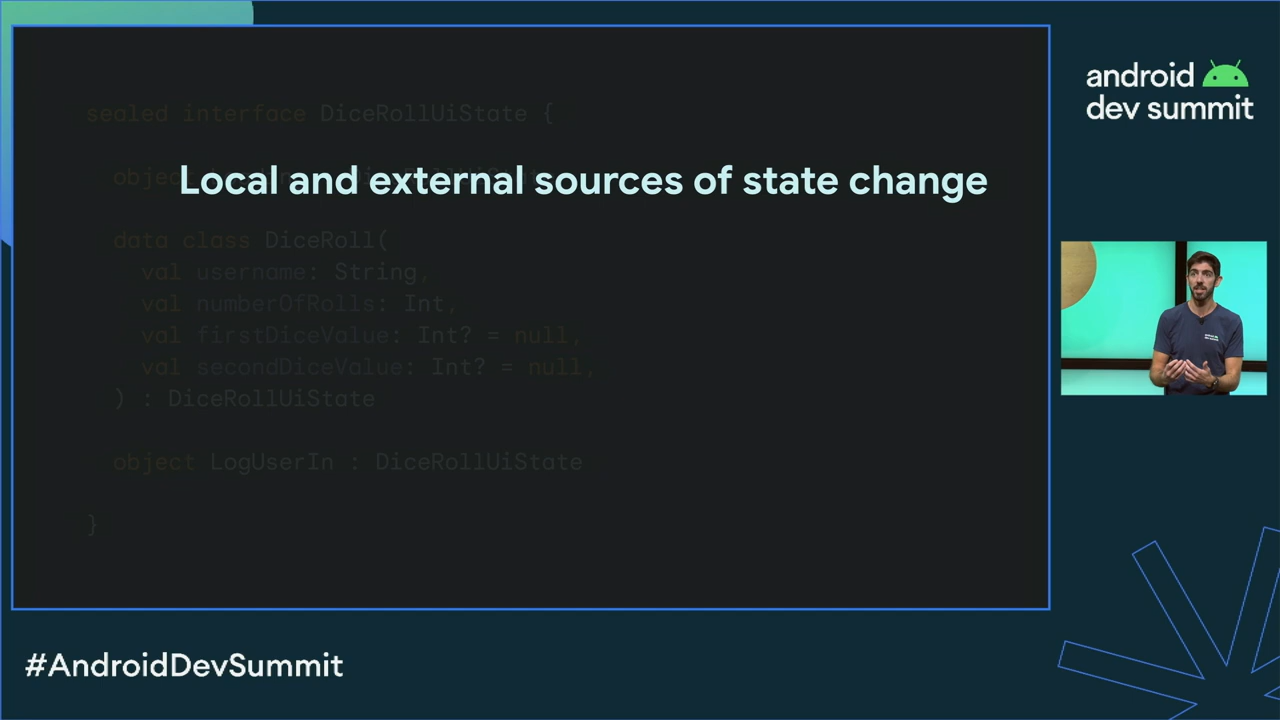 sealed interface DiceRollUiState {
Local and external sources of state change
data class DiceRoll(
val username: String,
val numberOfRolls: Int,
val firstDiceValue: Int? = null,
val secondDiceValue: Int? = null,
) : DiceRollUiState
object LogUserIn : DiceRollUiState
}
android
dev summit
#AndroidDevSummit